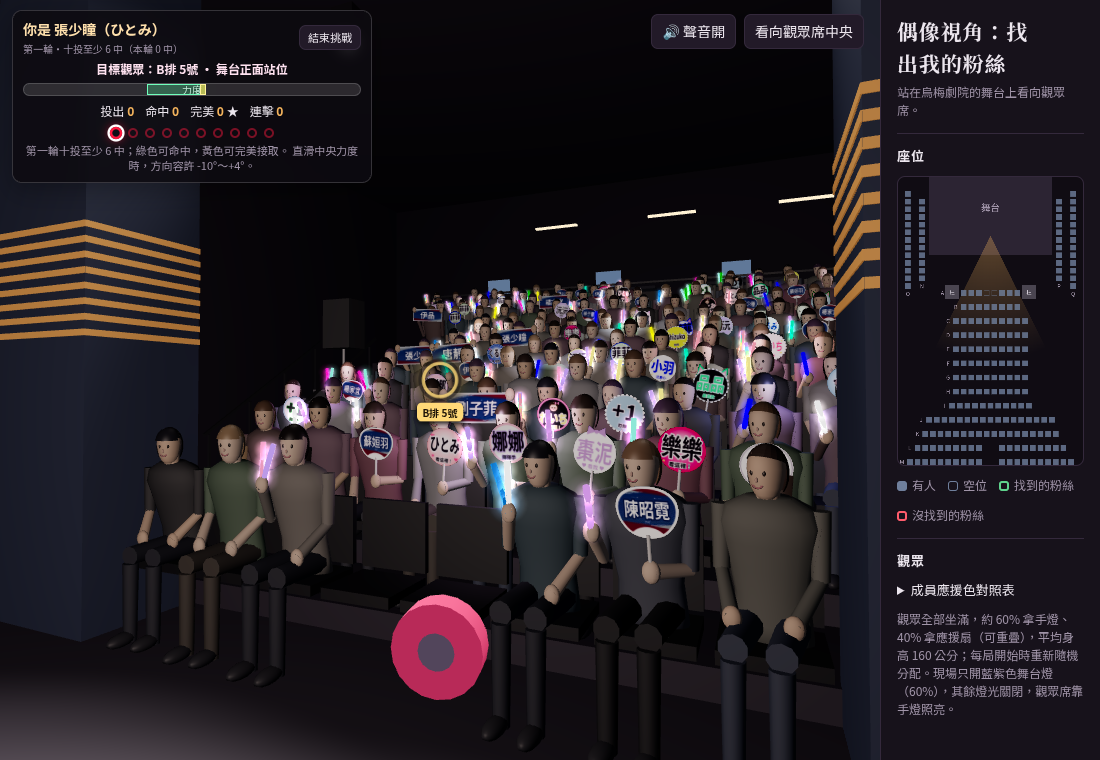 你是 張少瞳（ひとみ）
第一輪・十投至少 6 中（本輪 0 中）
結束挑戰
目標觀眾：B排 5號 ・ 舞台正面站位
力度
投出 0 命中 0 完美 0 ★ 連擊 0
第一輪十投至少 6 中；綠色可命中，黃色可完美接取。 直滑中央力度
時，方向容許 -10°～+4°。
🔊 聲音開
看向觀眾席中央
伊品
張少
唐靜
B排 5號
劉子菲
小羽
+1
蘇姮羽
ひとみ
娜娜
棗泥
樂樂
陳昭霓
偶像視角：找
出我的粉絲
站在烏梅劇院的舞台上看向觀眾
席。
座位
舞台
有人
空位
找到的粉絲
沒找到的粉絲
觀眾
▶ 成員應援色對照表
觀眾全部坐滿，約 60% 拿手燈、
40% 拿應援扇（可重疊），平均身
高 160 公分；每局開始時重新隨機
分配。現場只開藍紫色舞台燈
（60%），其餘燈光關閉，觀眾席靠
手燈照亮。